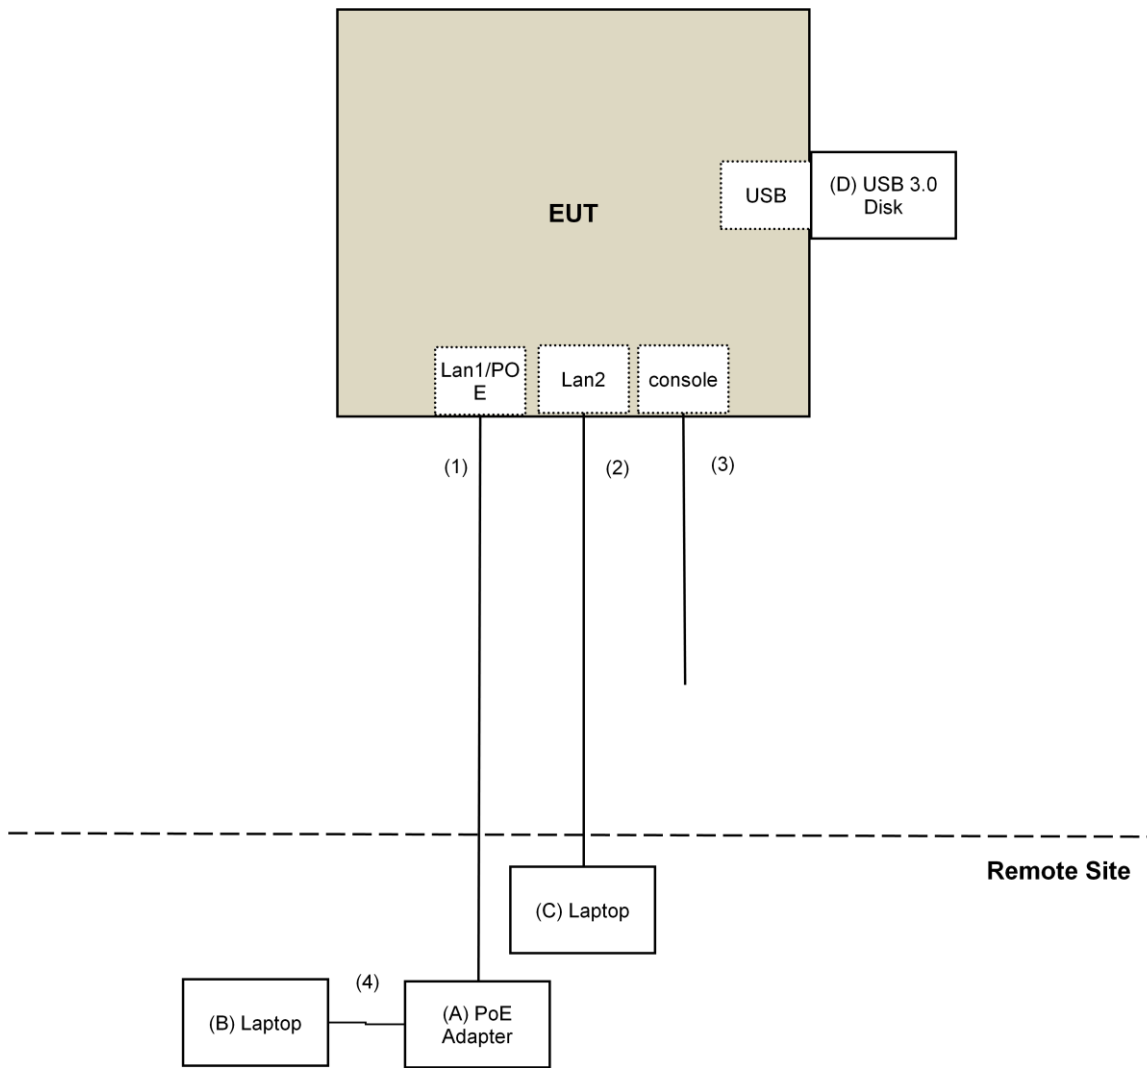 EUT
USB
(D) USB 3.0
Disk
Lan1/PO
E
Lan2
console
(1)
(2)
(3)
Remote Site
(C) Laptop
(4)
(B) Laptop
(A) PoE
Adapter